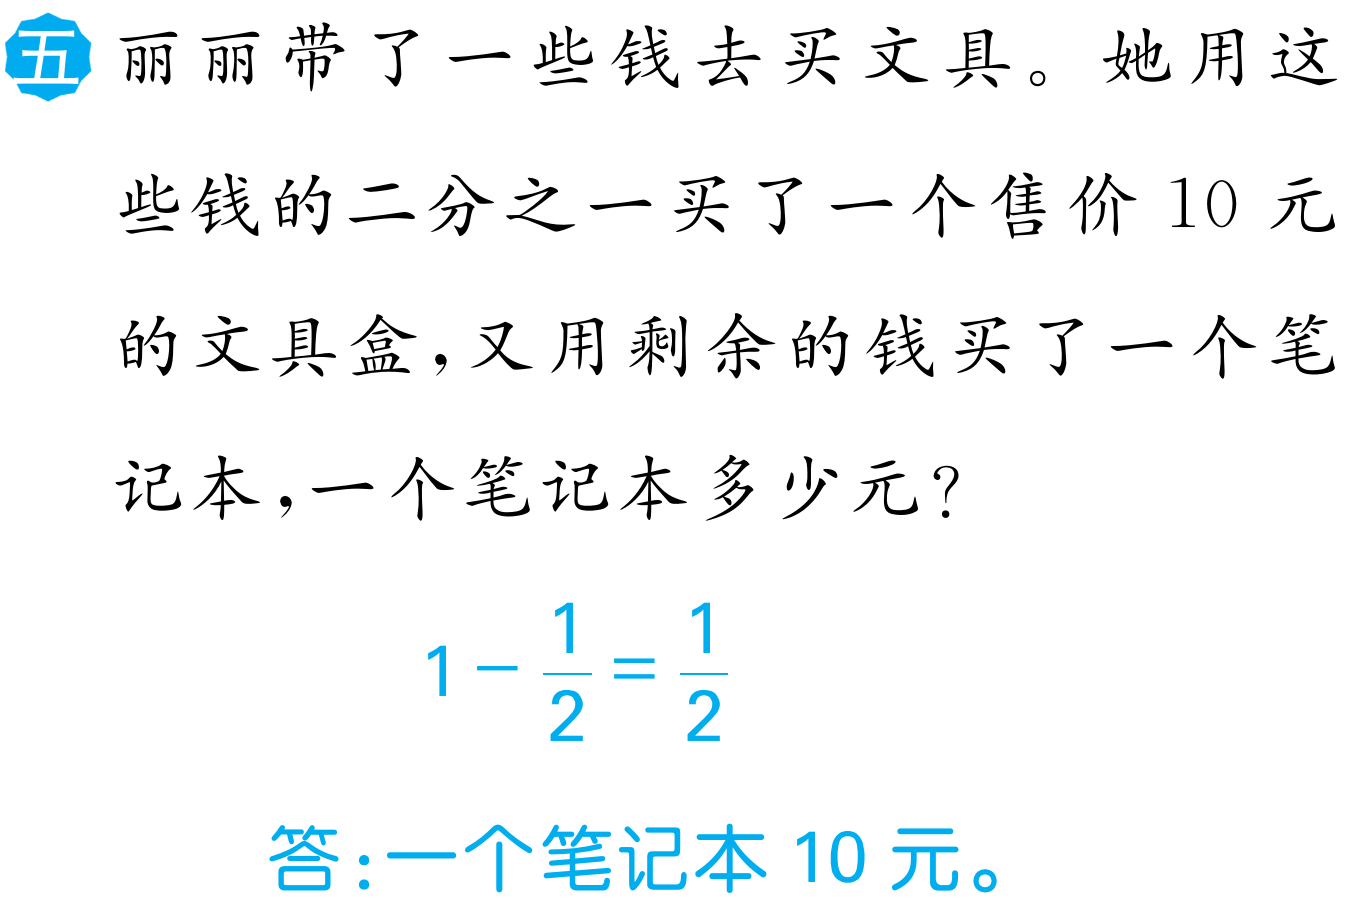 五 丽丽带了一些钱去买文具。她用这
些钱的二分之一买了一个售价 10 元
的文具盒,又用剩余的钱买了一个笔
记本,一个笔记本多少元?
1 - 1/2 = 1/2
答:一个笔记本 10 元。